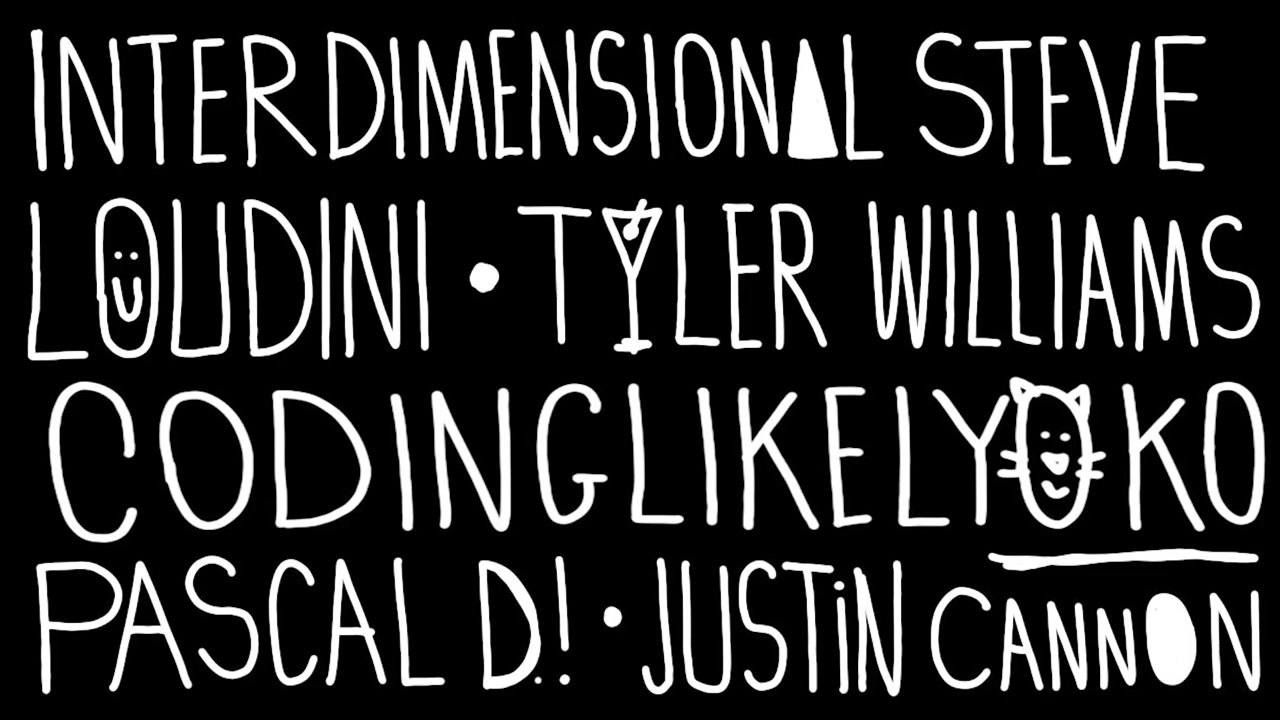 INTERDIMENSIONAL STEVE
LOUDINI • TYLER WILLIAMS
CODINGLIKELYOKO
PASCAL D.! • JUSTiN CANNON